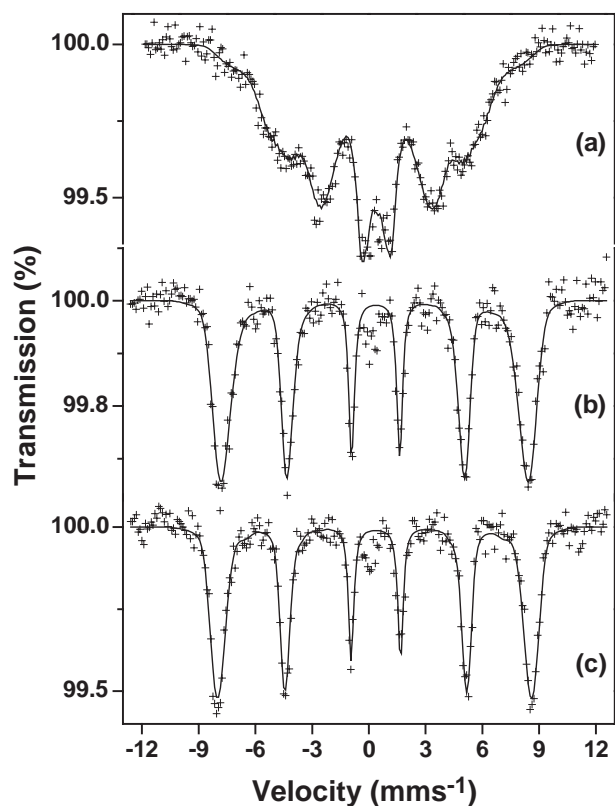 100.0
(a)
99.5
100.0
(b)
99.8
100.0
(c)
99.5
Transmission (%)
-12 -9 -6 -3 0 3 6 9 12
Velocity (mms-1)